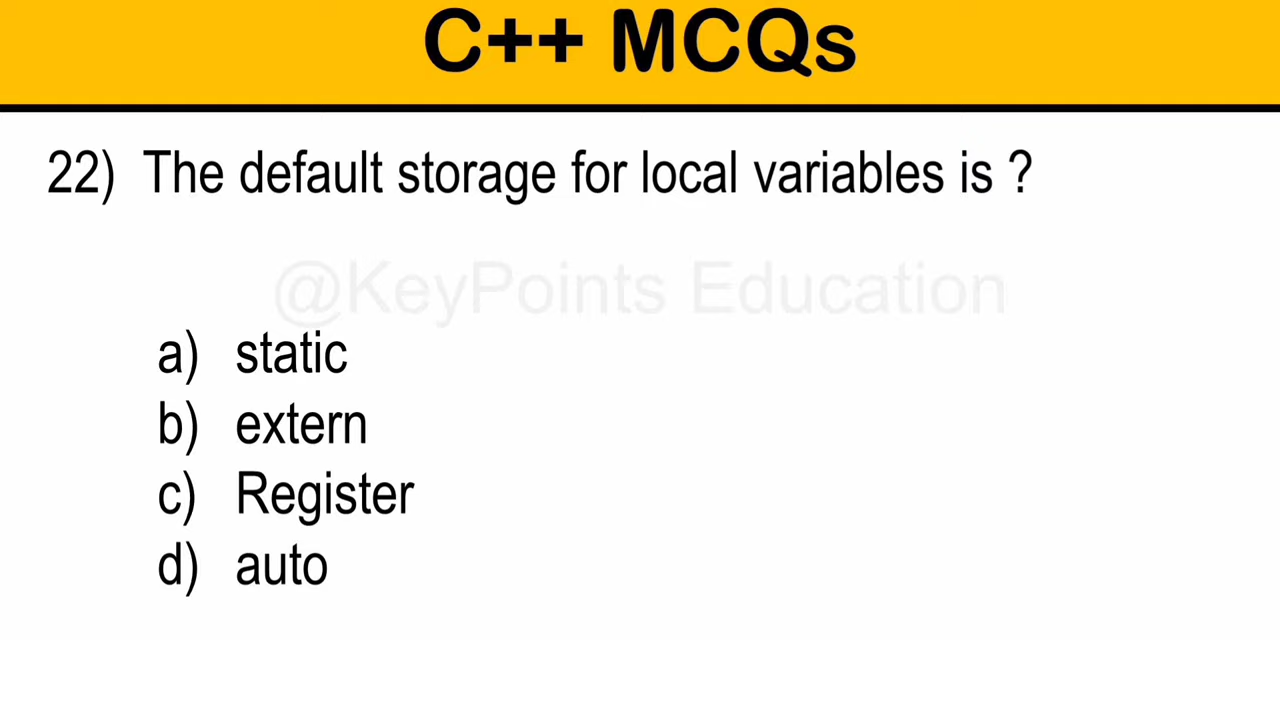 C++ MCQs
22) The default storage for local variables is ?
@KeyPoints Education
a) static
b) extern
c) Register
d) auto